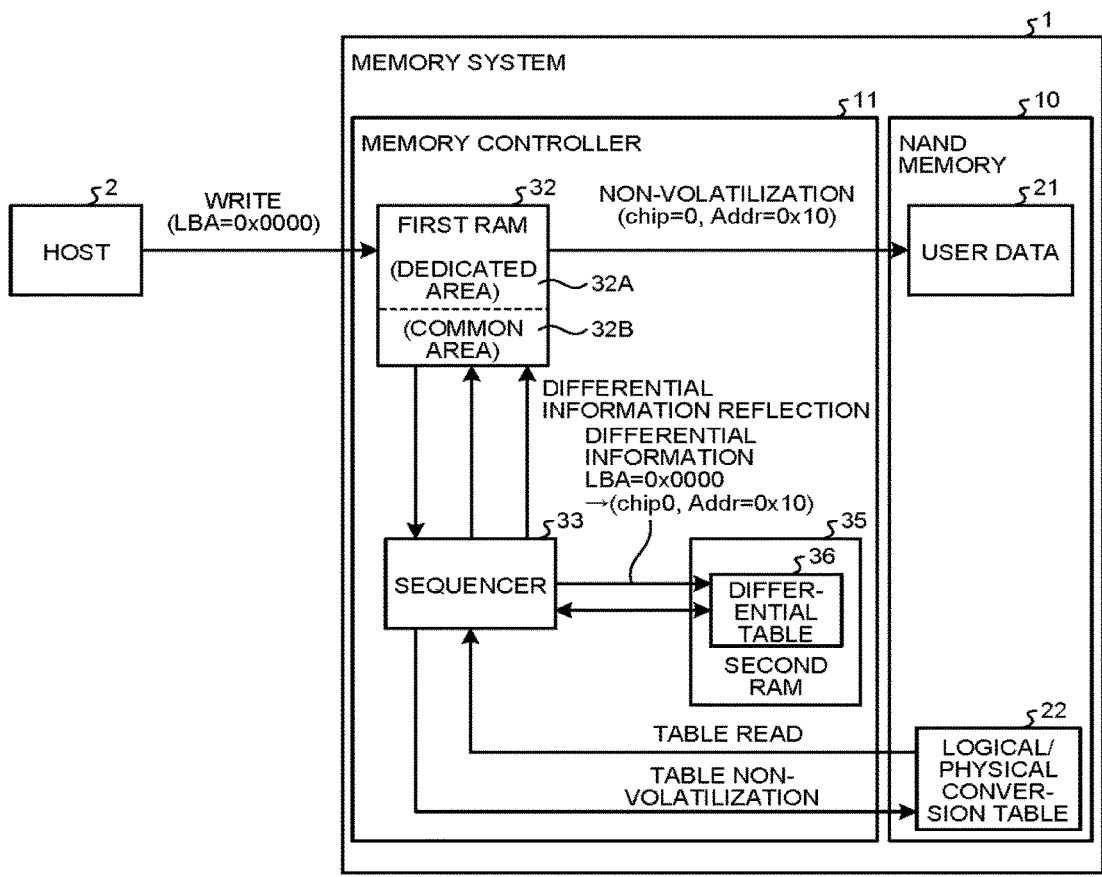 1
MEMORY SYSTEM
11
10
MEMORY CONTROLLER
NAND
MEMORY
2
HOST
WRITE
(LBA=0x0000)
32
FIRST RAM
(DEDICATED
AREA)
32A
(COMMON
AREA)
32B
NON-VOLATILIZATION
(chip=0, Addr=0x10)
21
USER DATA
DIFFERENTIAL
INFORMATION REFLECTION
DIFFERENTIAL
INFORMATION
LBA=0x0000
→(chip0, Addr=0x10)
33
SEQUENCER
35
36
DIFFER-
ENTIAL
TABLE
SECOND
RAM
TABLE READ
TABLE NON-
VOLATILIZATION
22
LOGICAL/
PHYSICAL
CONVER-
SION TABLE